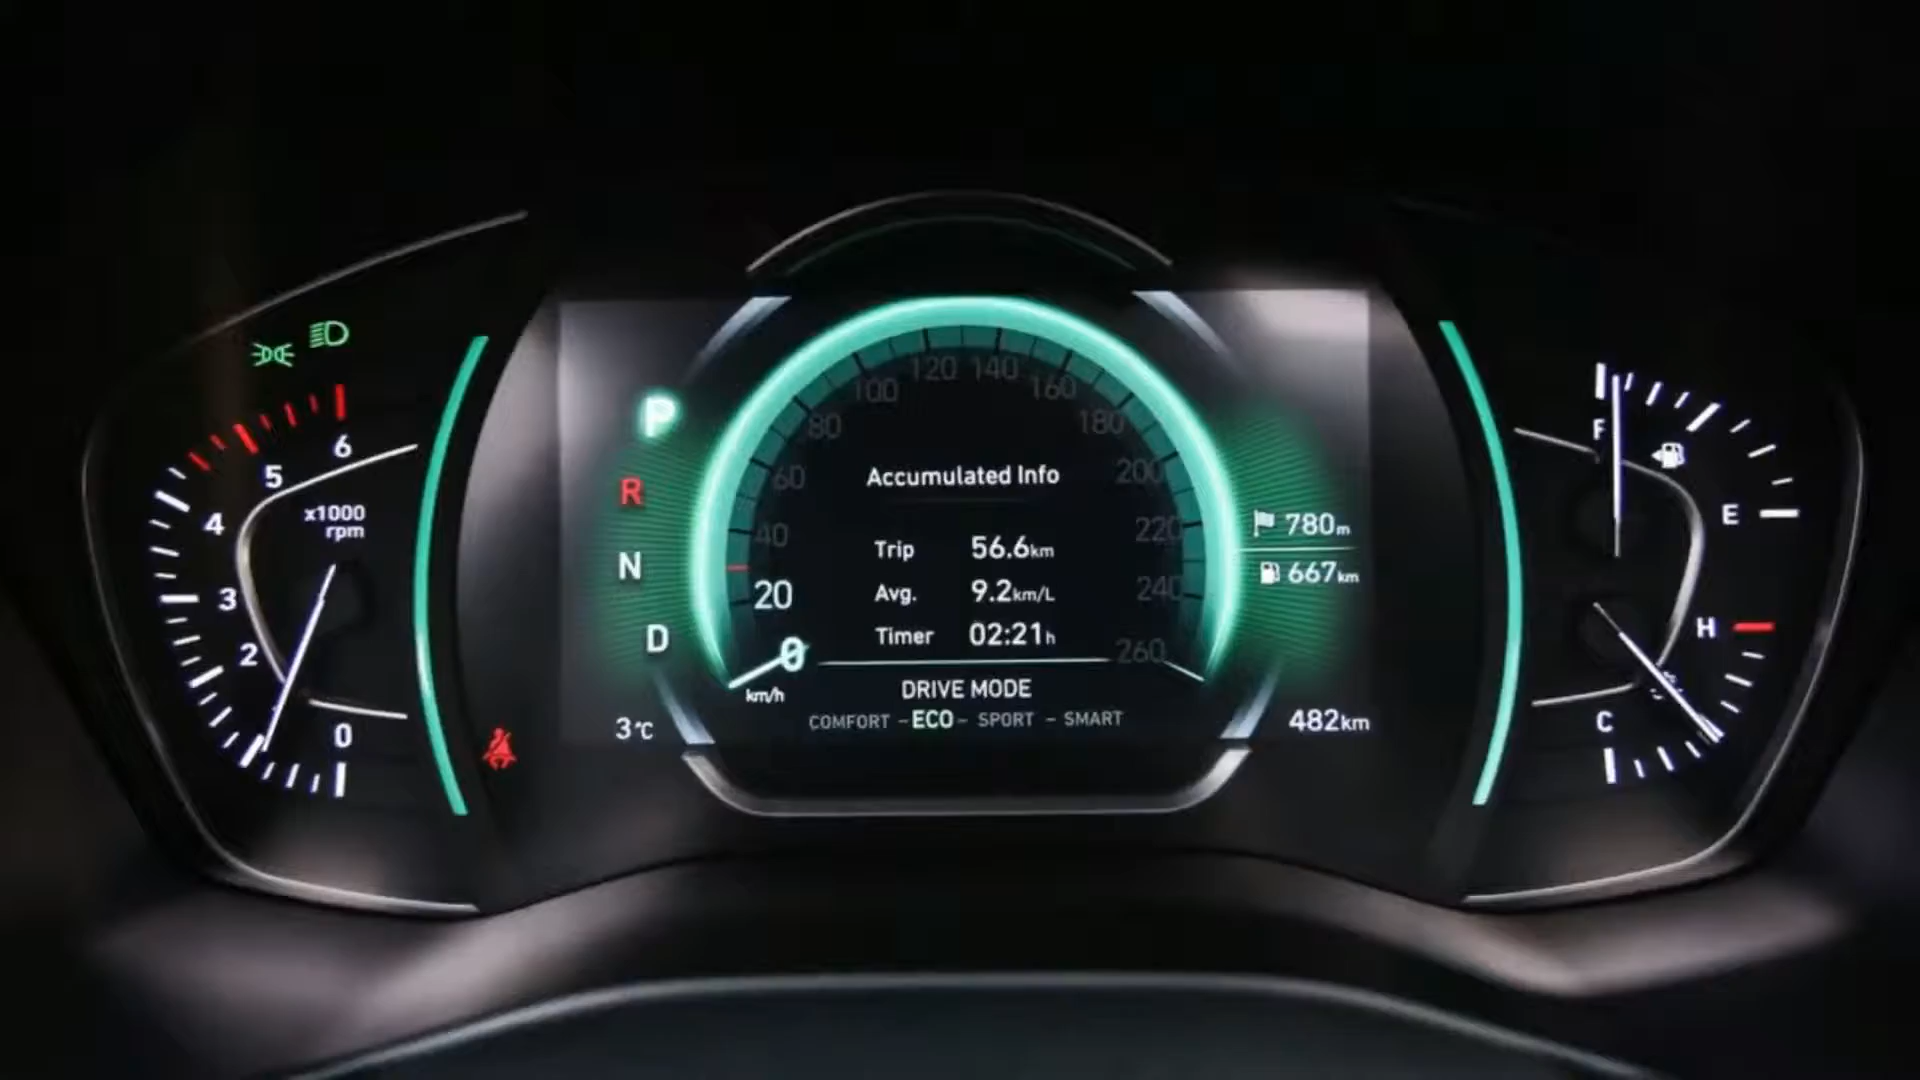 6
5
x1000
rpm
4
3
2
0
P
R
N
D
3℃
0
20
40
60
80
100
120
140
160
180
200
220
240
260
km/h
Accumulated Info
Trip 56.6km
Avg. 9.2km/L
Timer 02:21h
DRIVE MODE
COMFORT - ECO - SPORT - SMART
780m
667km
482km
F
E
H
C